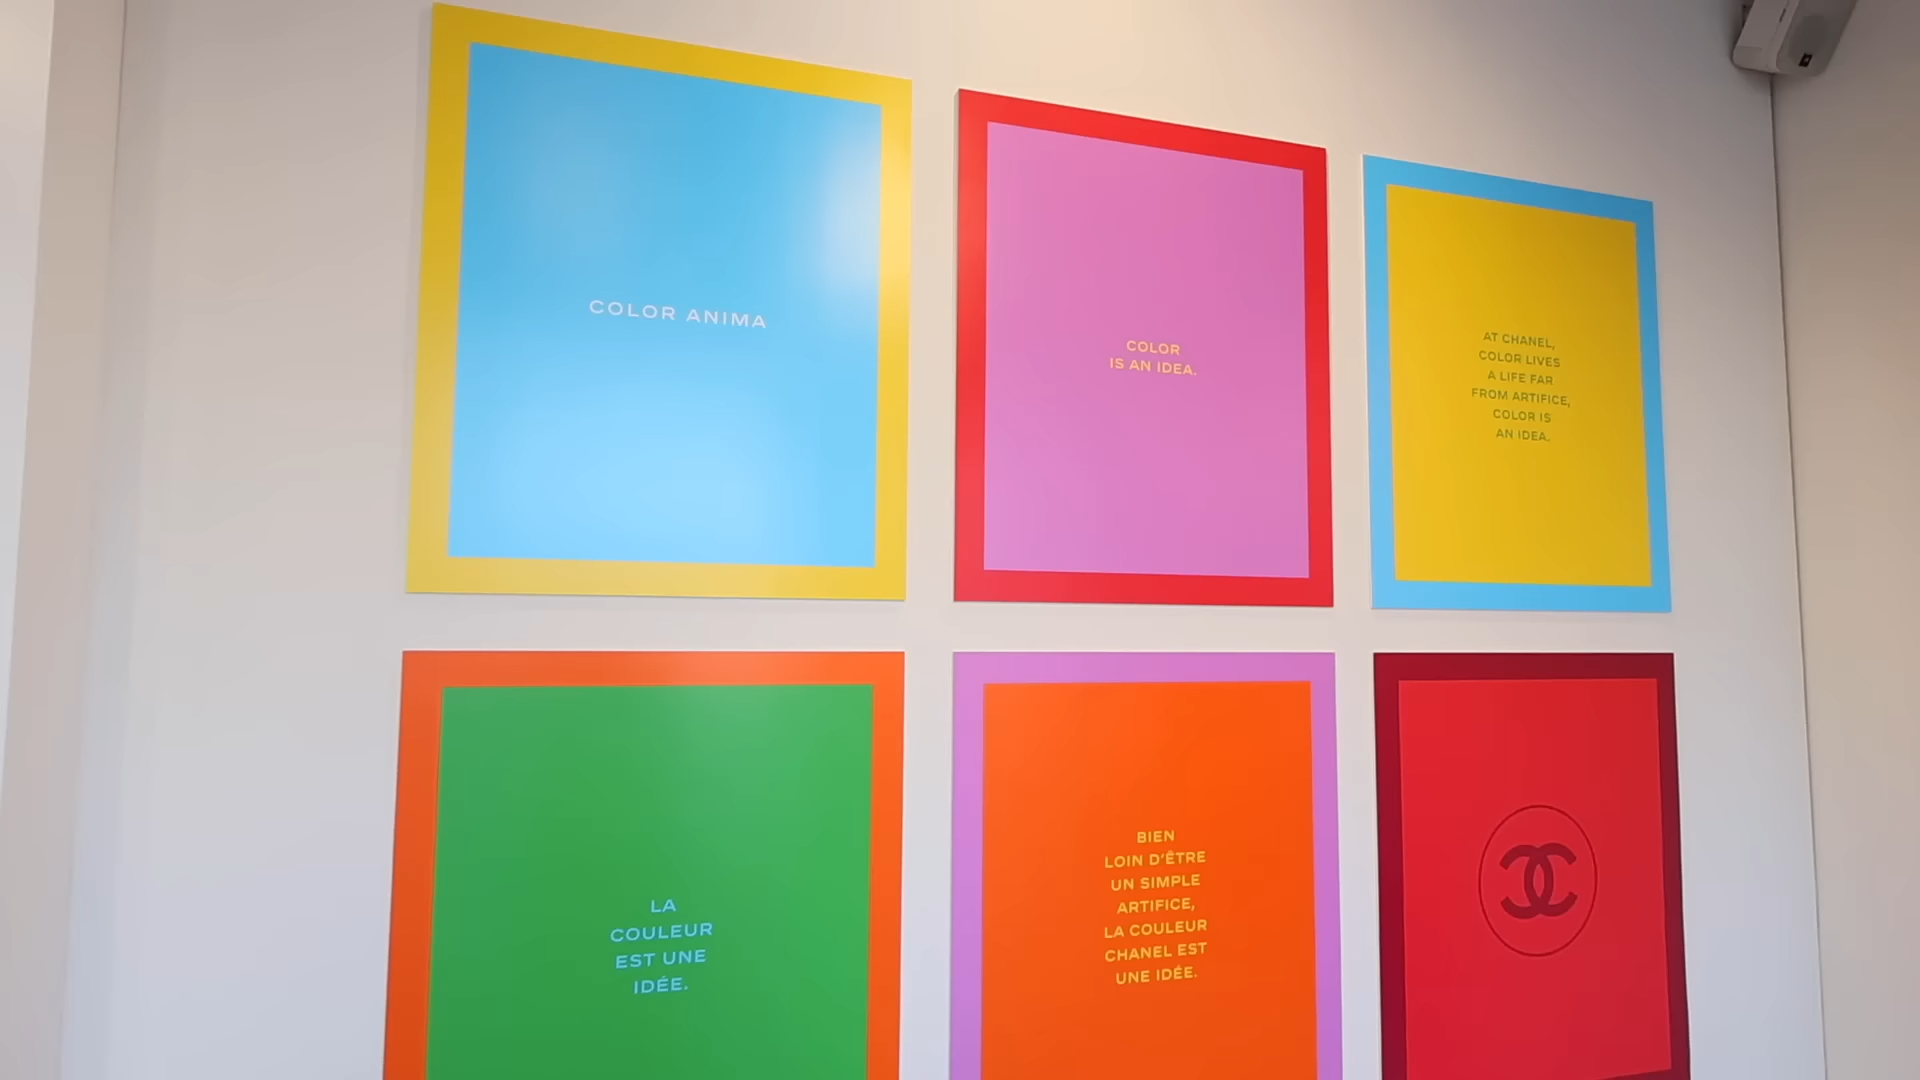 COLOR ANIMA
COLOR
IS AN IDEA.
AT CHANEL,
COLOR LIVES
A LIFE FAR
FROM ARTIFICE,
COLOR IS
AN IDEA.
LA
COULEUR
EST UNE
IDÉE.
BIEN
LOIN D'ÊTRE
UN SIMPLE
ARTIFICE,
LA COULEUR
CHANEL EST
UNE IDÉE.